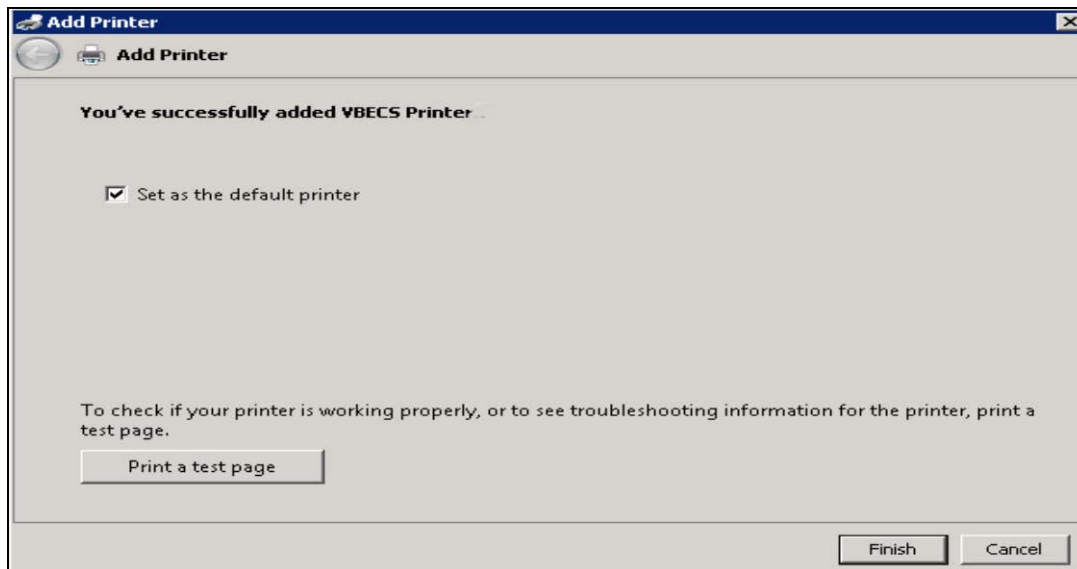 Add Printer
Add Printer
You've successfully added VBECS Printer
Set as the default printer
To check if your printer is working properly, or to see troubleshooting information for the printer, print a
test page.
Print a test page
Finish Cancel